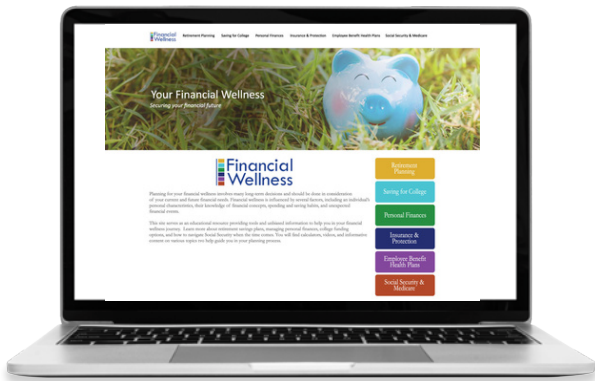 Financial
Wellness
Retirement Planning Saving for College Personal Finances Insurance & Protection Employee Benefit Health Plans Social Security & Medicare
Your Financial Wellness
Securing your financial future
Financial
Wellness
Planning for your financial wellness involves many long-term decisions and should be done in consideration
of your current and future financial needs. Financial wellness is influenced by several factors, including an individual's
personal characteristics, their knowledge of financial concepts, spending and saving habits, and unexpected
financial events.
This site serves as an educational resource providing tools and unbiased information to help you in your financial
wellness journey. Learn more about retirement savings plans, managing personal finances, college funding
options, and how to navigate Social Security when the time comes. You will find calculators, videos, and informative
content on various topics to help guide you in your planning process.
Retirement
Planning
Saving for College
Personal Finances
Insurance &
Protection
Employee Benefit
Health Plans
Social Security &
Medicare